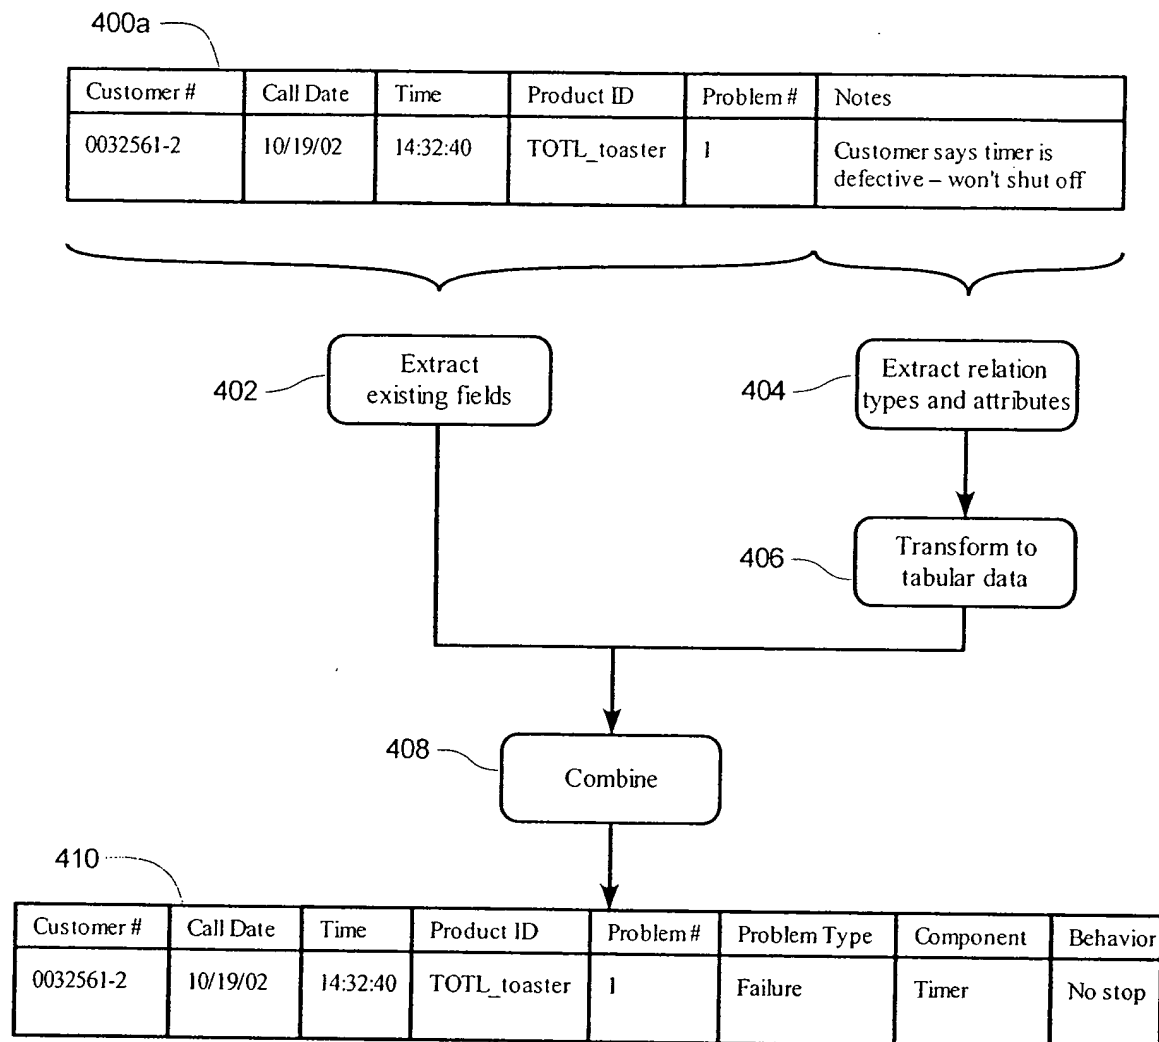 400a
Customer # Call Date Time Product ID Problem # Notes
0032561-2 10/19/02 14:32:40 TOTL_toaster 1 Customer says timer is
defective – won't shut off
Extract
existing fields
402
Extract relation
types and attributes
404
Transform to
tabular data
406
408
Combine
410
Customer # Call Date Time Product ID Problem # Problem Type Component Behavior
0032561-2 10/19/02 14:32:40 TOTL_toaster 1 Failure Timer No stop